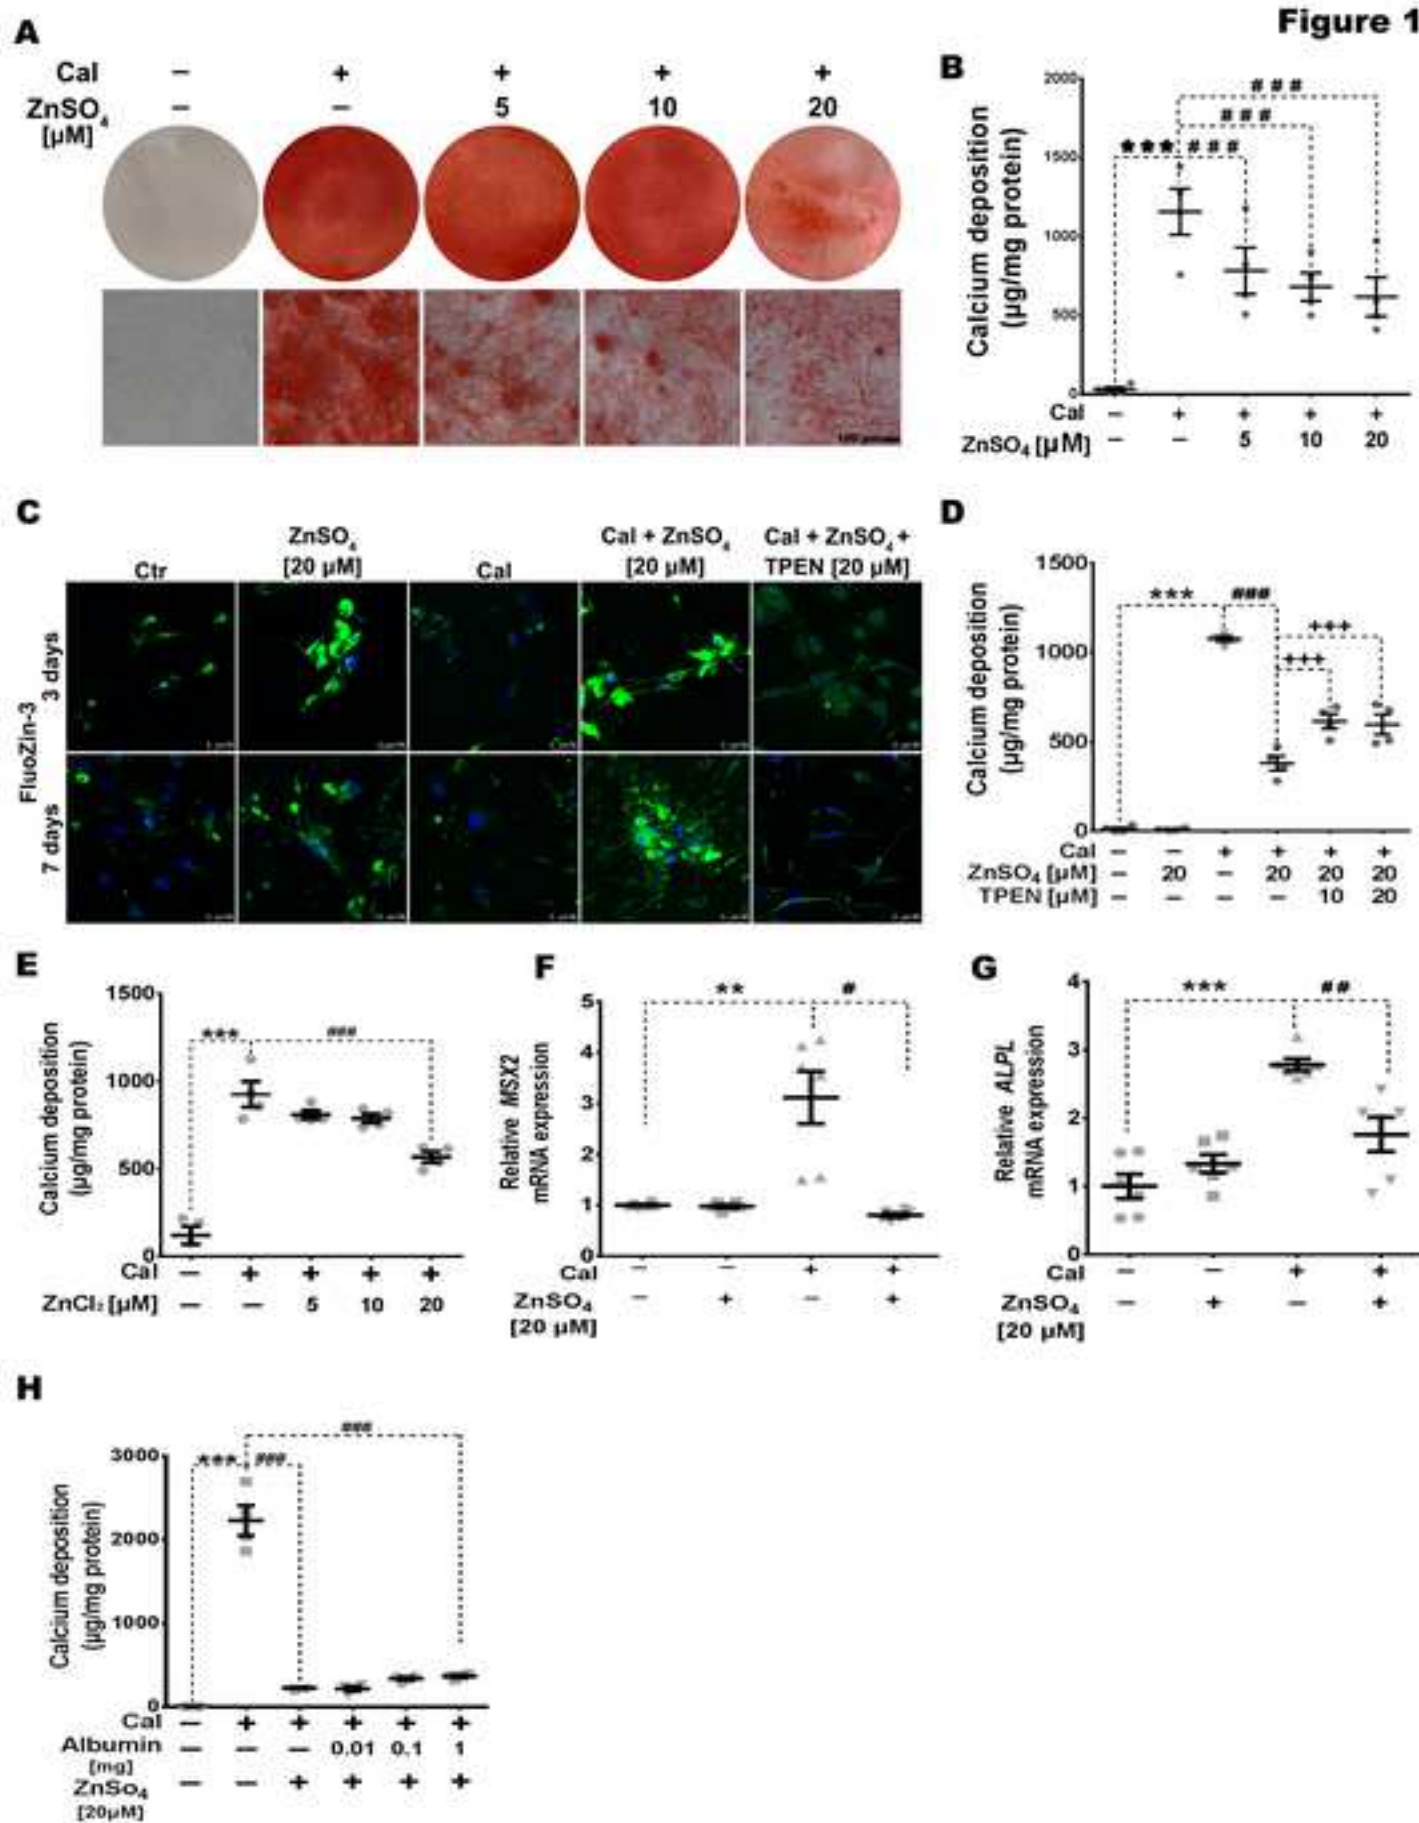 Figure 1
A
Cal − + + + +
ZnSO4 − − 5 10 20
[µM]
B
Calcium deposition
(µg/mg protein)
2000
1500
1000
500
0
*** ###
###
###
Cal − + + + +
ZnSO4 [µM] − − 5 10 20
C
Ctr
ZnSO4
[20 µM]
Cal
Cal + ZnSO4
[20 µM]
Cal + ZnSO4 +
TPEN [20 µM]
FluoZin-3
3 days
7 days
D
Calcium deposition
(µg/mg protein)
1500
1000
500
0
*** ###
+++
+++
Cal − − + + + +
ZnSO4 [µM] − 20 − 20 20 20
TPEN [µM] − − − − 10 20
E
Calcium deposition
(µg/mg protein)
1500
1000
500
0
*** ###
Cal − + + + +
ZnCl2 [µM] − − 5 10 20
F
Relative MSX2
mRNA expression
5
4
3
2
1
0
** #
Cal − − + +
ZnSO4 − + − +
[20 µM]
G
Relative ALPL
mRNA expression
4
3
2
1
0
*** ##
Cal − − + +
ZnSO4 − + − +
[20 µM]
H
Calcium deposition
(µg/mg protein)
3000
2000
1000
0
*** ###
###
Cal − + + + + +
Albumin − − − 0.01 0.1 1
[mg]
ZnSo4 − − + + + +
[20µM]